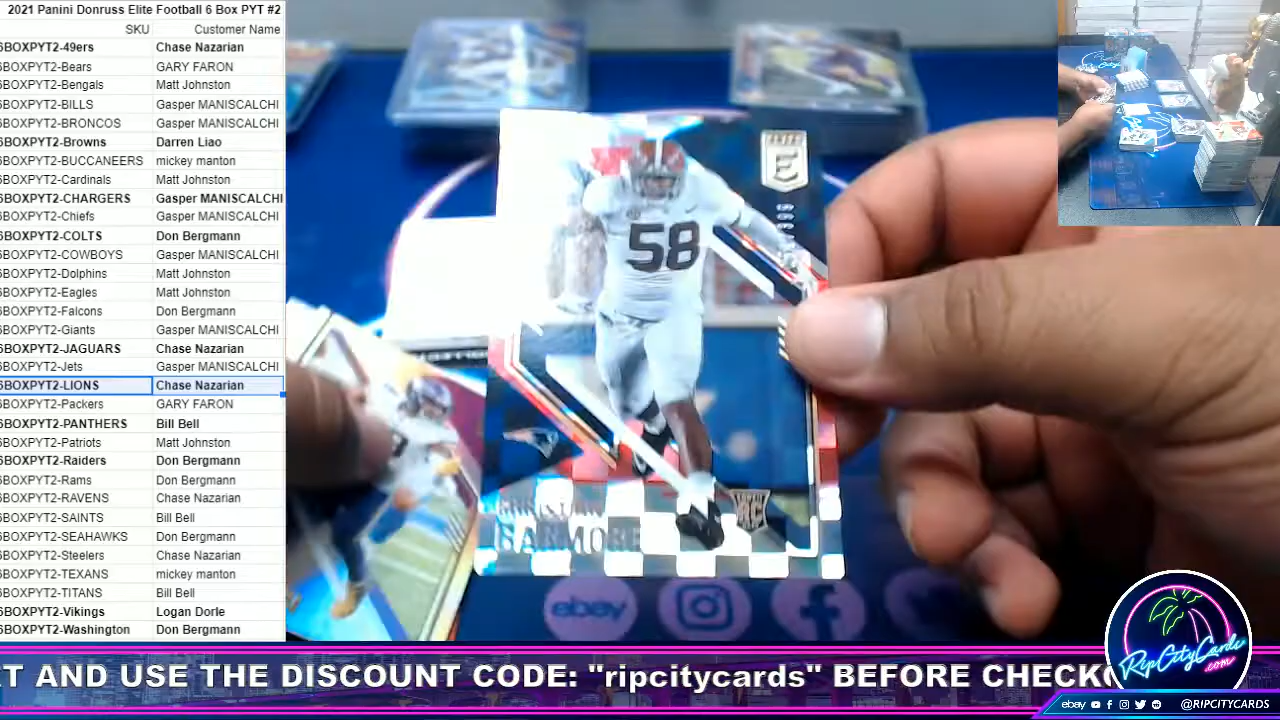 2021 Panini Donruss Elite Football 6 Box PYT #2
SKU Customer Name
6BOXPYT2-49ers Chase Nazarian
6BOXPYT2-Bears GARY FARON
6BOXPYT2-Bengals Matt Johnston
6BOXPYT2-BILLS Gasper MANISCALCHI
6BOXPYT2-BRONCOS Gasper MANISCALCHI
6BOXPYT2-Browns Darren Liao
6BOXPYT2-BUCCANEERS mickey manton
6BOXPYT2-Cardinals Matt Johnston
6BOXPYT2-CHARGERS Gasper MANISCALCHI
6BOXPYT2-Chiefs Gasper MANISCALCHI
6BOXPYT2-COLTS Don Bergmann
6BOXPYT2-COWBOYS Gasper MANISCALCHI
6BOXPYT2-Dolphins Matt Johnston
6BOXPYT2-Eagles Matt Johnston
6BOXPYT2-Falcons Don Bergmann
6BOXPYT2-Giants Gasper MANISCALCHI
6BOXPYT2-JAGUARS Chase Nazarian
6BOXPYT2-Jets Gasper MANISCALCHI
6BOXPYT2-LIONS Chase Nazarian
6BOXPYT2-Packers GARY FARON
6BOXPYT2-PANTHERS Bill Bell
6BOXPYT2-Patriots Matt Johnston
6BOXPYT2-Raiders Don Bergmann
6BOXPYT2-Rams Don Bergmann
6BOXPYT2-RAVENS Chase Nazarian
6BOXPYT2-SAINTS Bill Bell
6BOXPYT2-SEAHAWKS Don Bergmann
6BOXPYT2-Steelers Chase Nazarian
6BOXPYT2-TEXANS mickey manton
6BOXPYT2-TITANS Bill Bell
6BOXPYT2-Vikings Logan Dorle
6BOXPYT2-Washington Don Bergmann
E
58
CHRISTIAN
BARMORE
RC
ebay
RipCityCards
.com
T AND USE THE DISCOUNT CODE: "ripcitycards" BEFORE CHECKO
ebay @RIPCITYCARDS